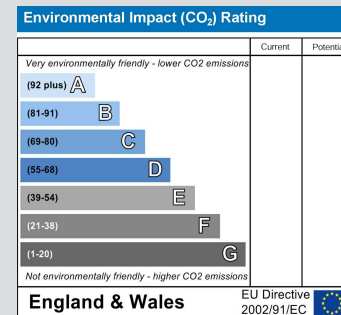 Environmental Impact (CO₂) Rating
Current Potentia
Very environmentally friendly - lower CO2 emissions
(92 plus) A
(81-91) B
(69-80) C
(55-68) D
(39-54) E
(21-38) F
(1-20) G
Not environmentally friendly - higher CO2 emissions
England & Wales
EU Directive
2002/91/EC